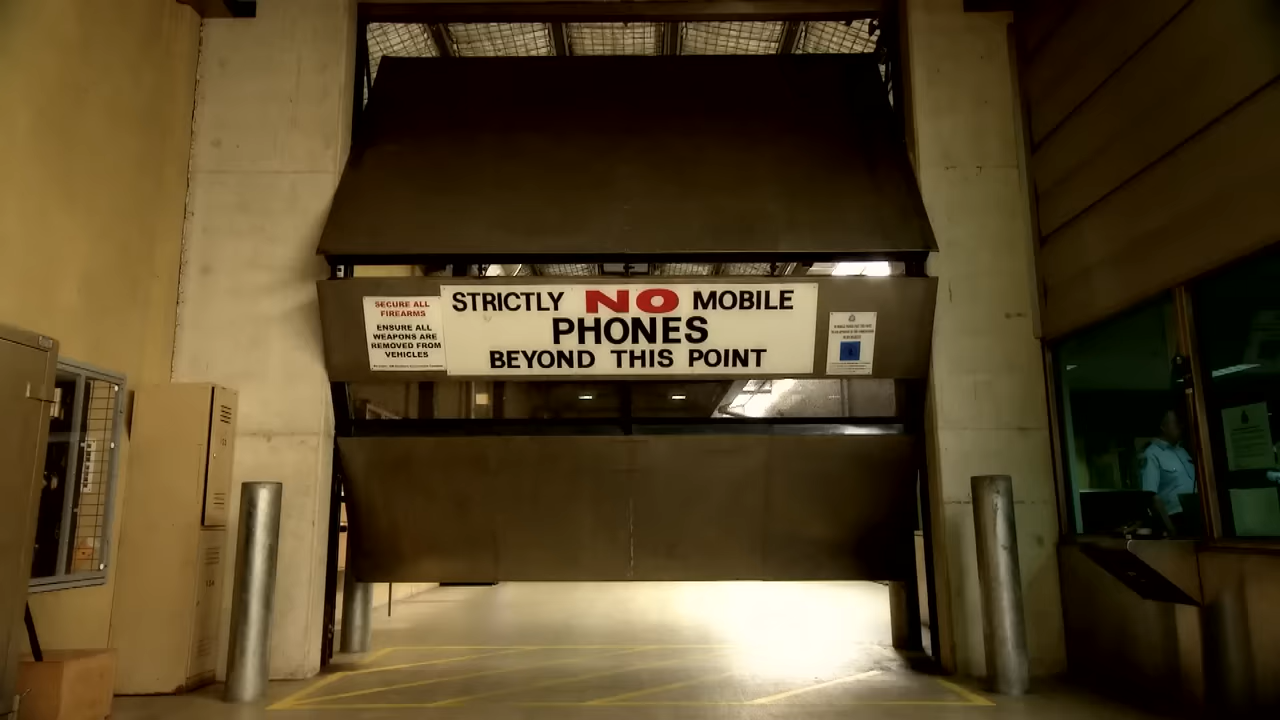 SECURE ALL
FIREARMS
ENSURE ALL
WEAPONS ARE
REMOVED FROM
VEHICLES
STRICTLY NO MOBILE
PHONES
BEYOND THIS POINT